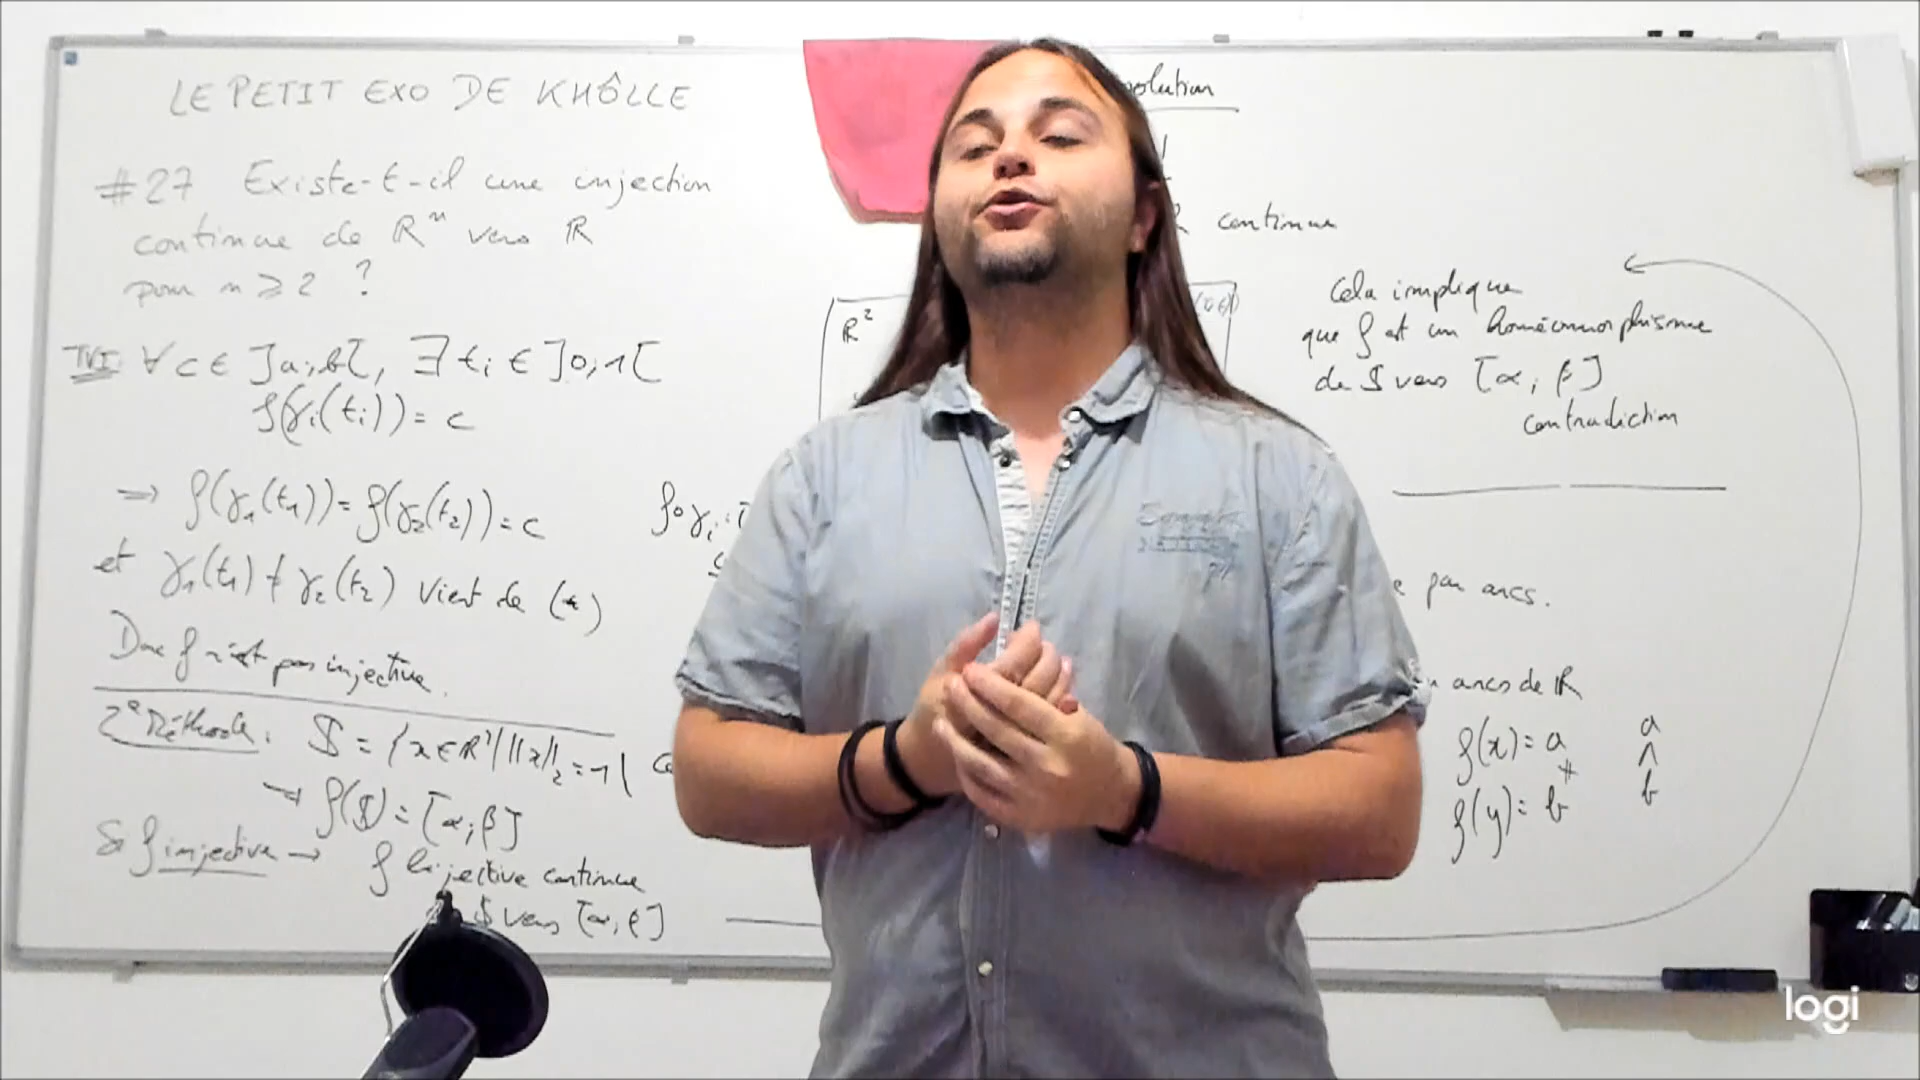 LE PETIT EXO DE KHÔLLE
#27 Existe-t-il une injection
continue de ℝⁿ vers ℝ
pour n ⩾ 2 ?
TVI: ∀c∈]a;b[, ∃ tᵢ ∈ ]0;1[
f(γᵢ(tᵢ)) = c
⇒ f(γ₁(t₁)) = f(γ₂(t₂)) = c
et γ₁(t₁) ≠ γ₂(t₂) vient de (*)
Donc f n'est pas injective.
2e Méthode: 𝕊 = {x∈ℝ²/||x||₂=1}
→ f(𝕊) = [α;β]
Si f injective → f bijective continue
𝕊 vers [α,β]
f∘γᵢ:
continue
ℝ²
Cela implique
que f est un homéomorphisme
de 𝕊 vers [α;β]
contradiction
par arcs.
arcs de ℝ
f(x) = a
≠
f(y) = b
a
∧
b
logi